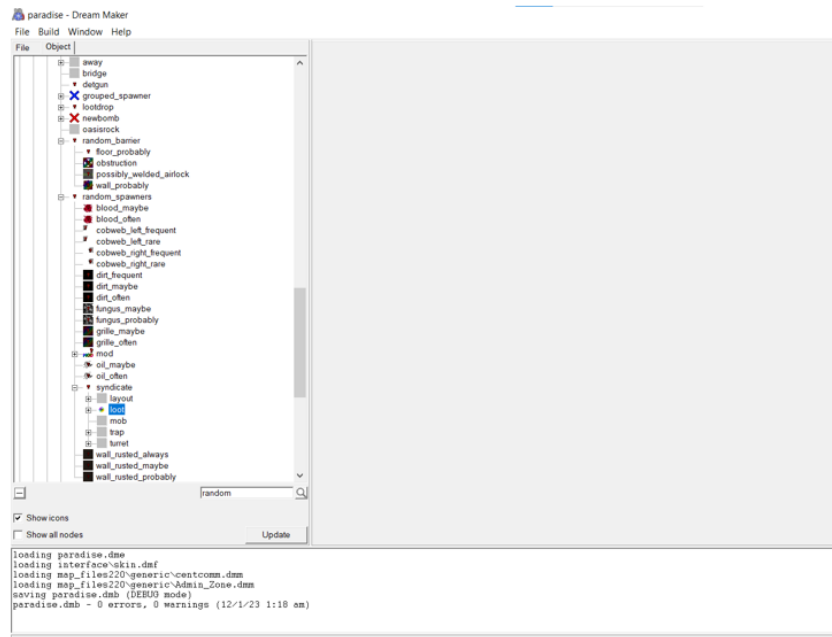 paradise - Dream Maker
File Build Window Help
File Object
away
bridge
detgun
grouped_spawner
lootdrop
newbomb
oasisrock
random_barrier
floor_probably
obstruction
possibly_welded_airlock
wall_probably
random_spawners
blood_maybe
blood_often
cobweb_left_frequent
cobweb_left_rare
cobweb_right_frequent
cobweb_right_rare
dirt_frequent
dirt_maybe
dirt_often
fungus_maybe
fungus_probably
grille_maybe
grille_often
mod
oil_maybe
oil_often
syndicate
layout
loot
mob
trap
turret
wall_rusted_always
wall_rusted_maybe
wall_rusted_probably
random
Show icons
Show all nodes Update
loading paradise.dme
loading interface\skin.dmf
loading map_files220\generic\centcomm.dmm
loading map_files220\generic\Admin_Zone.dmm
saving paradise.dmb (DEBUG mode)
paradise.dmb - 0 errors, 0 warnings (12/1/23 1:18 am)